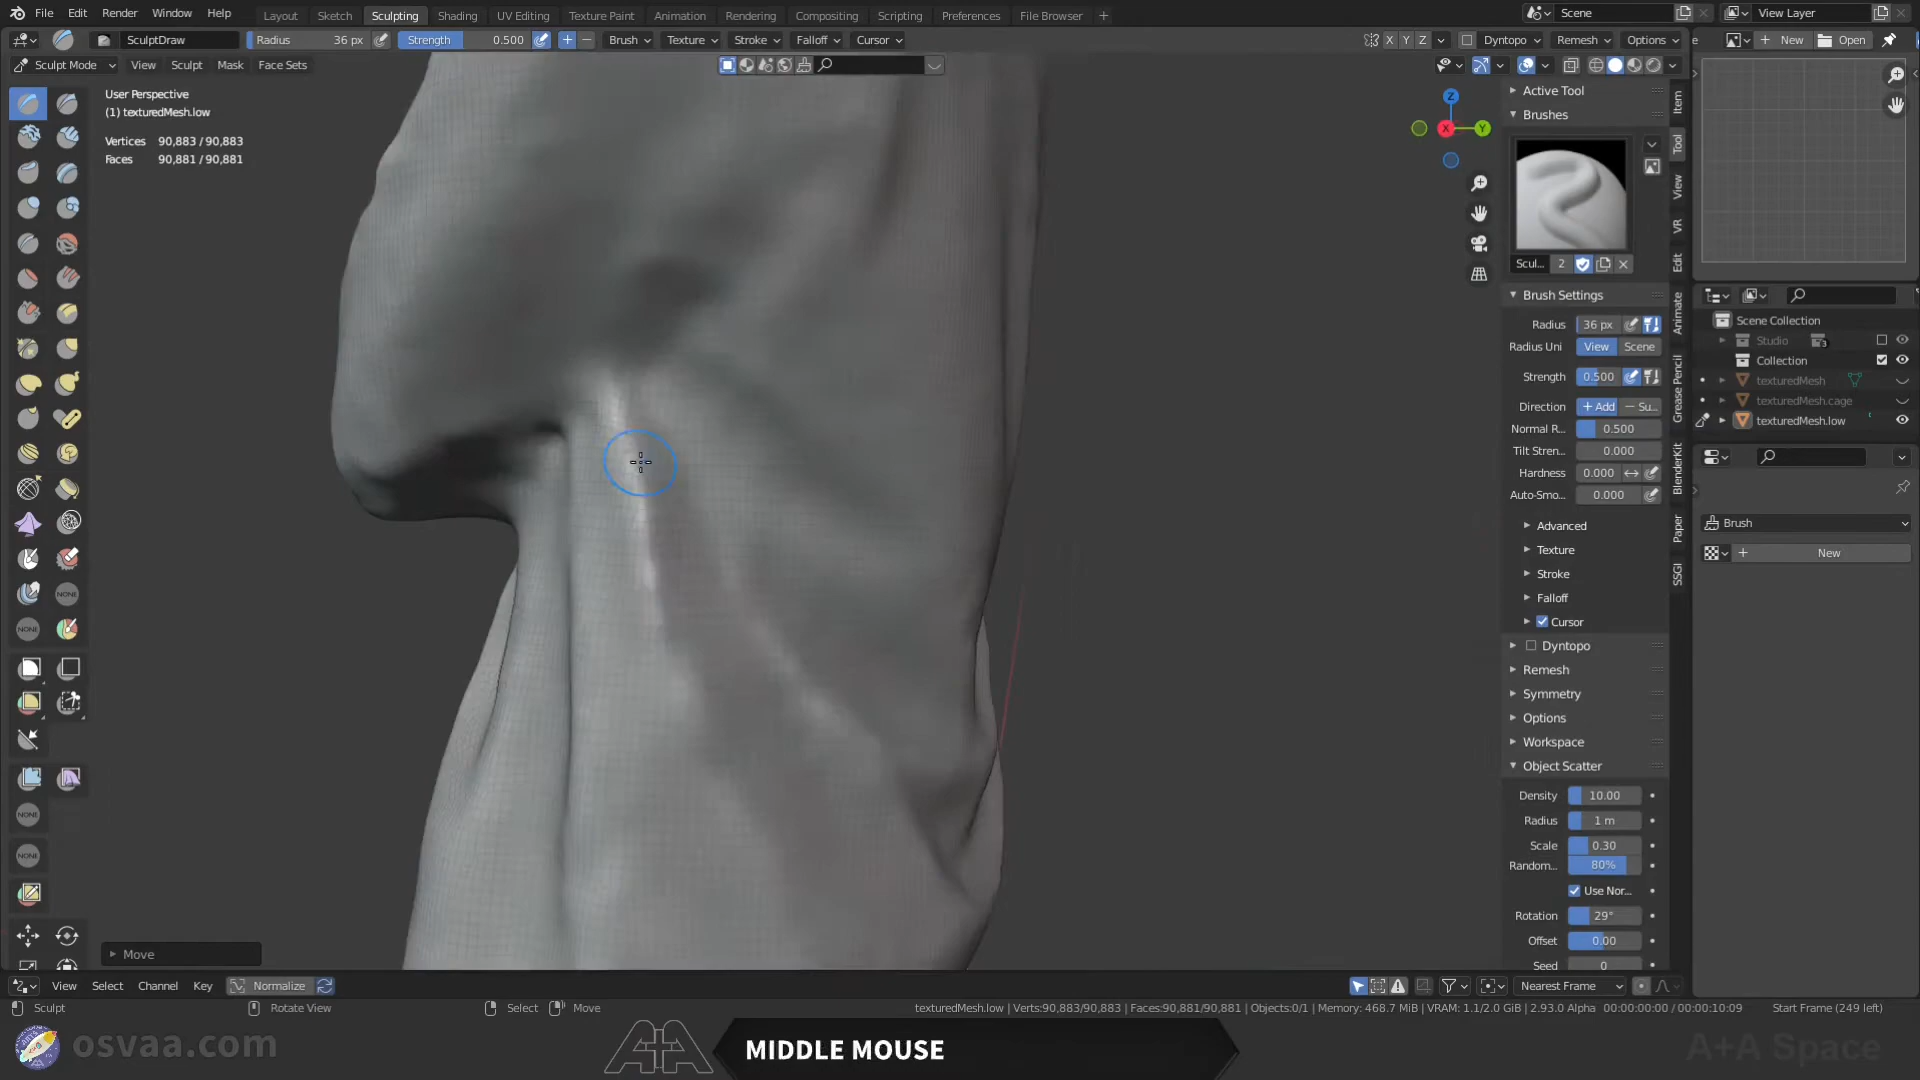 File Edit Render Window Help Layout Sketch Sculpting Shading UV Editing Texture Paint Animation Rendering Compositing Scripting Preferences File Browser + Scene View Layer
SculptDraw Radius 36 px Strength 0.500 Brush Texture Stroke Falloff Cursor X Y Z Dyntopo Remesh Options New Open
Sculpt Mode View Sculpt Mask Face Sets
User Perspective
(1) texturedMesh.low
Vertices 90,883 / 90,883
Faces 90,881 / 90,881
Z
X Y
NONE
NONE
NONE
NONE
Move
Active Tool
Brushes
Scul... 2
Brush Settings
Radius 36 px
Radius Uni View Scene
Strength 0.500
Direction + Add − Su...
Normal R... 0.500
Tilt Stren... 0.000
Hardness 0.000
Auto-Smo... 0.000
Advanced
Texture
Stroke
Falloff
Cursor
Dyntopo
Remesh
Symmetry
Options
Workspace
Object Scatter
Density 10.00
Radius 1 m
Scale 0.30
Random... 80%
Use Nor...
Rotation 29°
Offset 0.00
Seed 0
Item
Tool
View
VR
Edit
Animate
Grease Pencil
BlenderKit
Paper
SSGI
Scene Collection
Studio 3
Collection
texturedMesh
texturedMesh.cage
texturedMesh.low
Brush
New
View Select Channel Key Normalize Nearest Frame
Sculpt Rotate View Select Move texturedMesh.low | Verts:90,883/90,883 | Faces:90,881/90,881 | Objects:0/1 | Memory: 468.7 MiB | VRAM: 1.1/2.0 GiB | 2.93.0 Alpha 00:00:00:00 / 00:00:10:09 Start Frame (249 left)
osvaa.com
MIDDLE MOUSE
A+A Space